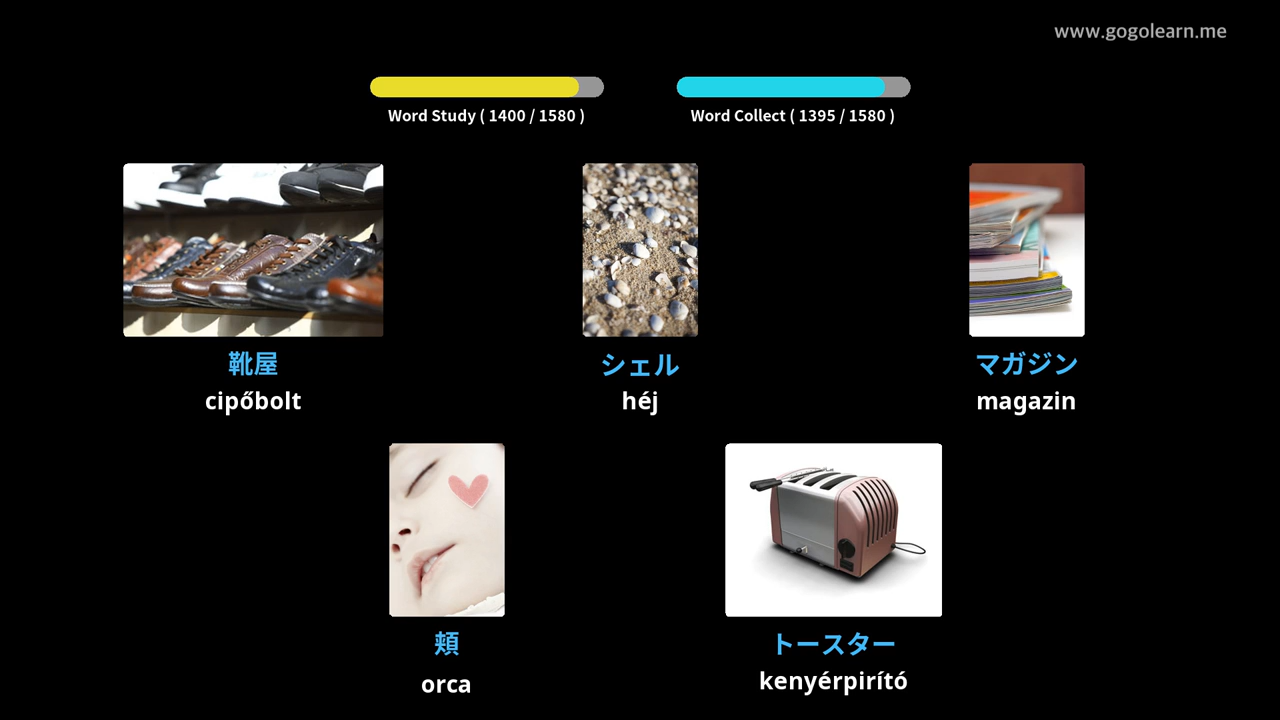 www.gogolearn.me
Word Study ( 1400 / 1580 )
Word Collect ( 1395 / 1580 )
靴屋
cipőbolt
シェル
héj
マガジン
magazin
頬
orca
トースター
kenyérpirító